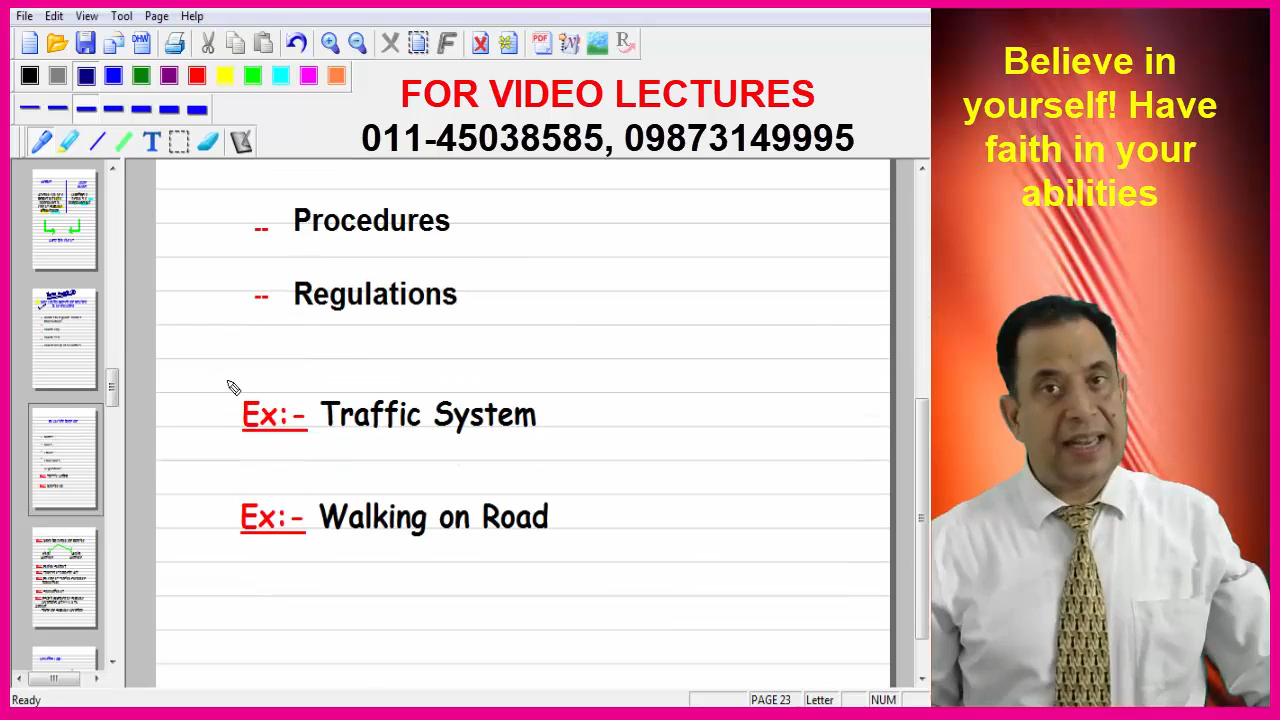 File Edit View Tool Page Help
FOR VIDEO LECTURES
011-45038585, 09873149995
Believe in
yourself! Have
faith in your
abilities
-- Procedures
-- Regulations
Ex:- Traffic System
Ex:- Walking on Road
Ready PAGE 23 Letter NUM